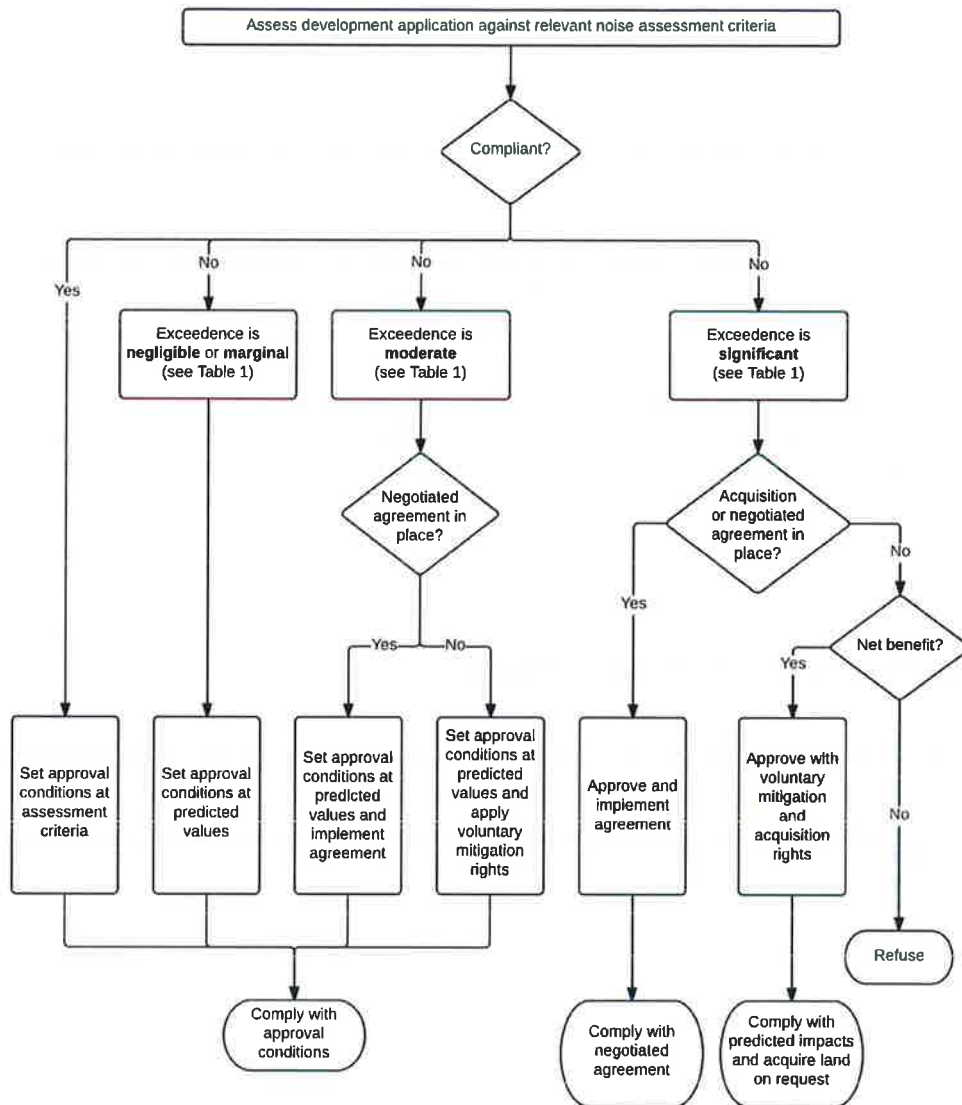 Assess development application against relevant noise assessment criteria
Compliant?
Yes
No
No
No
Exceedence is
negligible or marginal
(see Table 1)
Exceedence is
moderate
(see Table 1)
Exceedence is
significant
(see Table 1)
Negotiated
agreement in
place?
Acquisition
or negotiated
agreement in
place?
No
Yes
Yes
No
Net benefit?
Yes
Set approval
conditions at
assessment
criteria
Set approval
conditions at
predicted
values
Set approval
conditions at
predicted
values and
implement
agreement
Set approval
conditions at
predicted
values and
apply
voluntary
mitigation
rights
Approve and
implement
agreement
Approve with
voluntary
mitigation
and
acquisition
rights
No
Refuse
Comply with
approval
conditions
Comply with
negotiated
agreement
Comply with
predicted impacts
and acquire land
on request